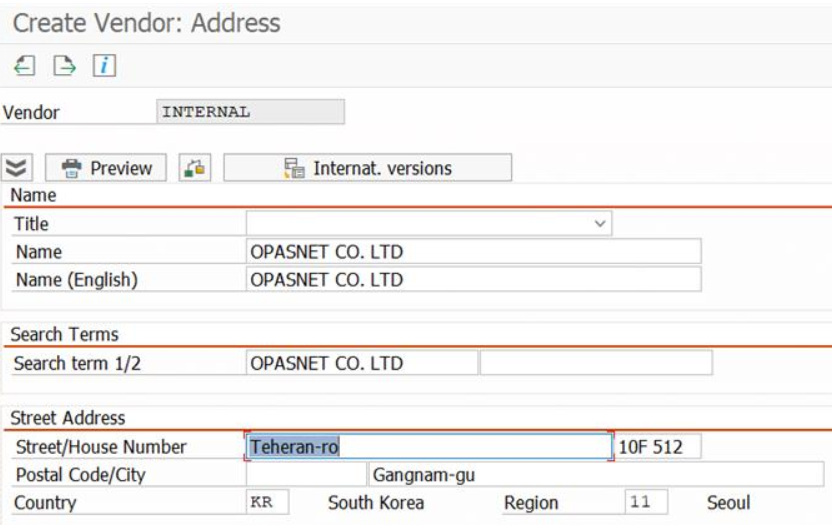 Create Vendor: Address
Vendor INTERNAL
Preview Internat. versions
Name
Title
Name OPASNET CO. LTD
Name (English) OPASNET CO. LTD
Search Terms
Search term 1/2 OPASNET CO. LTD
Street Address
Street/House Number Teheran-ro 10F 512
Postal Code/City Gangnam-gu
Country KR South Korea Region 11 Seoul